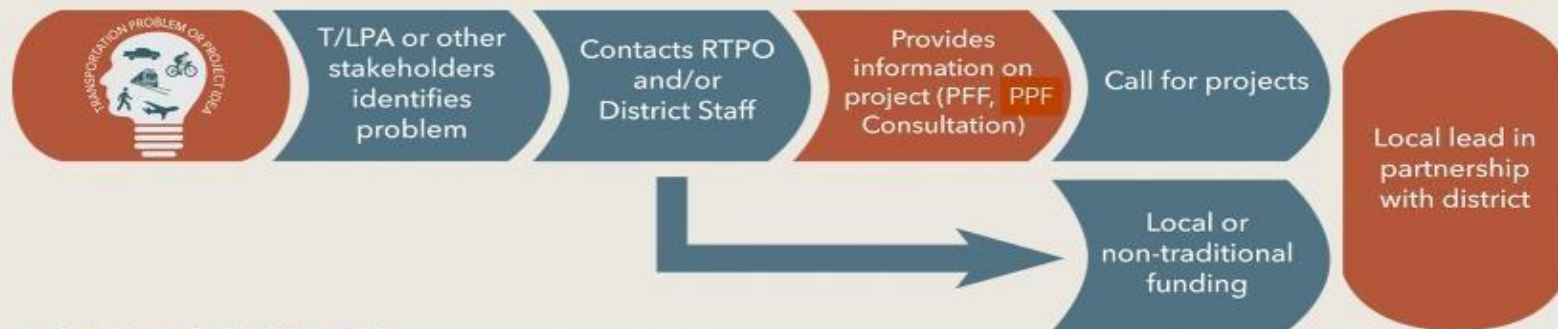 TRANSPORTATION PROBLEM OR PROJECT IDEA
T/LPA or other
stakeholders
identifies
problem
Contacts RTPO
and/or
District Staff
Provides
information on
project (PFF, PPF
Consultation)
Call for projects
Local or
non-traditional
funding
Local lead in
partnership
with district